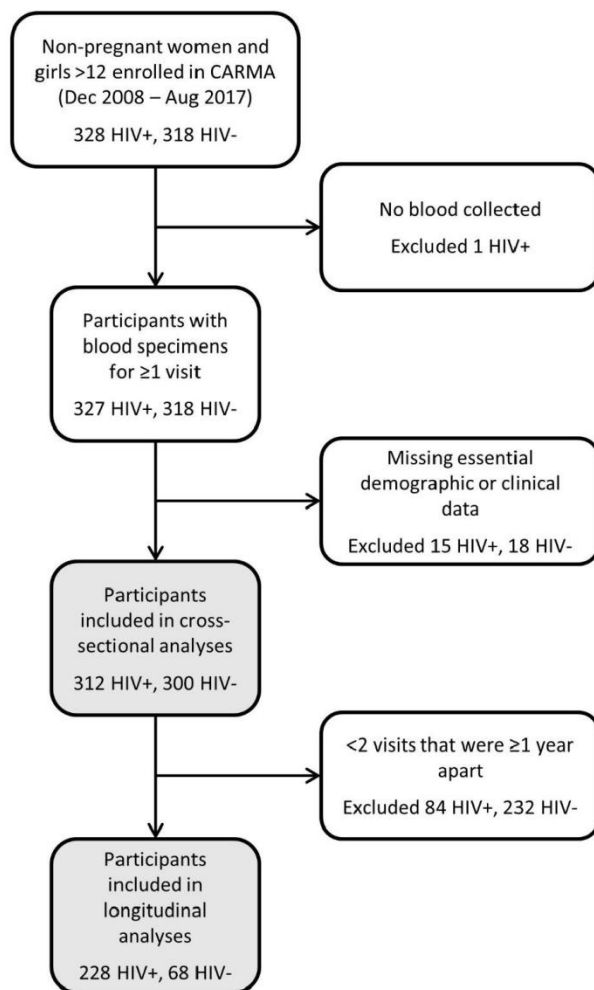 Non-pregnant women and
girls >12 enrolled in CARMA
(Dec 2008 – Aug 2017)
328 HIV+, 318 HIV-
No blood collected
Excluded 1 HIV+
Participants with
blood specimens
for ≥1 visit
327 HIV+, 318 HIV-
Missing essential
demographic or clinical
data
Excluded 15 HIV+, 18 HIV-
Participants
included in cross-
sectional analyses
312 HIV+, 300 HIV-
<2 visits that were ≥1 year
apart
Excluded 84 HIV+, 232 HIV-
Participants
included in
longitudinal
analyses
228 HIV+, 68 HIV-